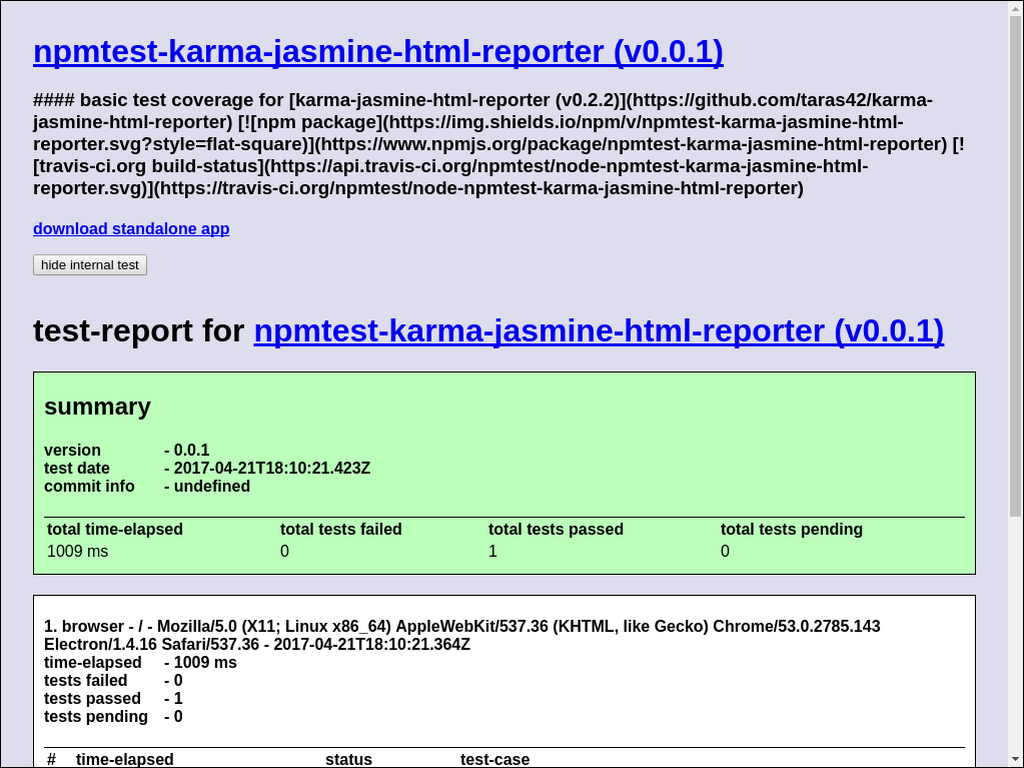 npmtest-karma-jasmine-html-reporter (v0.0.1)
#### basic test coverage for [karma-jasmine-html-reporter (v0.2.2)](https://github.com/taras42/karma-
jasmine-html-reporter) [![npm package](https://img.shields.io/npm/v/npmtest-karma-jasmine-html-
reporter.svg?style=flat-square)](https://www.npmjs.org/package/npmtest-karma-jasmine-html-reporter) [!
[travis-ci.org build-status](https://api.travis-ci.org/npmtest/node-npmtest-karma-jasmine-html-
reporter.svg)](https://travis-ci.org/npmtest/node-npmtest-karma-jasmine-html-reporter)
download standalone app
hide internal test
test-report for npmtest-karma-jasmine-html-reporter (v0.0.1)
summary
version - 0.0.1
test date - 2017-04-21T18:10:21.423Z
commit info - undefined
total time-elapsed total tests failed total tests passed total tests pending
1009 ms 0 1 0
1. browser - / - Mozilla/5.0 (X11; Linux x86_64) AppleWebKit/537.36 (KHTML, like Gecko) Chrome/53.0.2785.143
Electron/1.4.16 Safari/537.36 - 2017-04-21T18:10:21.364Z
time-elapsed - 1009 ms
tests failed - 0
tests passed - 1
tests pending - 0
# time-elapsed status test-case